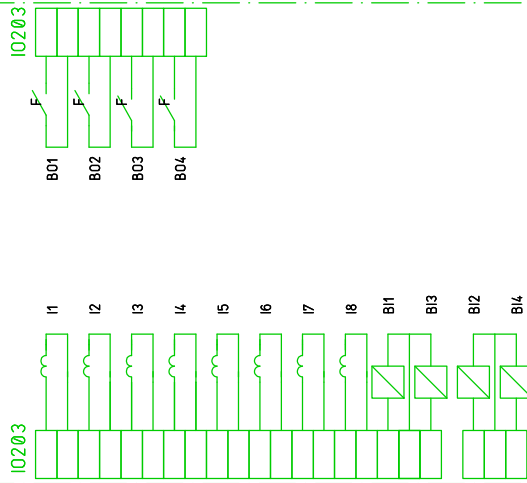 IO203
F F F F
BO1 BO2 BO3 BO4
I1 I2 I3 I4 I5 I6 I7 I8 BI1 BI3 BI2 BI4
IO203